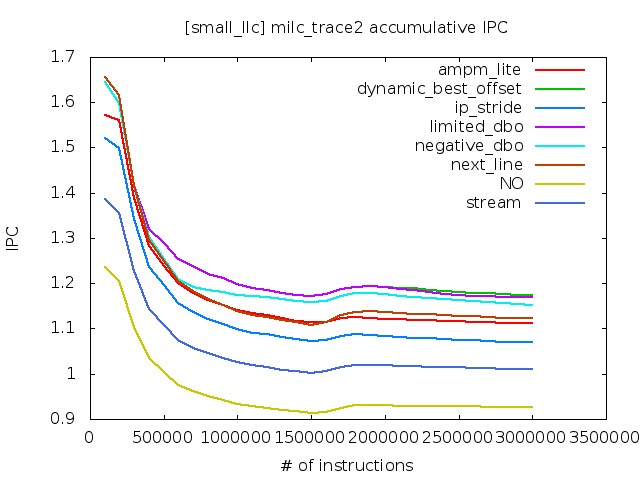 [small_llc] milc_trace2 accumulative IPC
1.7
1.6
1.5
1.4
1.3
1.2
1.1
1
0.9
IPC
ampm_lite
dynamic_best_offset
ip_stride
limited_dbo
negative_dbo
next_line
NO
stream
0 500000 1000000 1500000 2000000 2500000 3000000 3500000
# of instructions